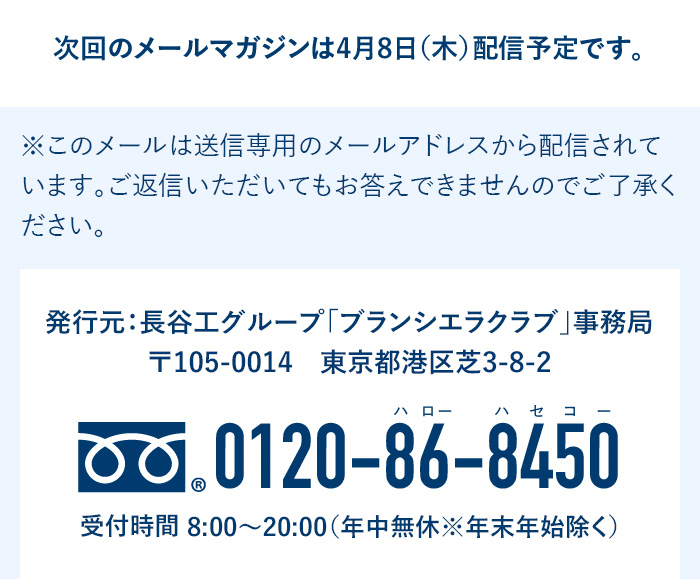 次回のメールマガジンは4月8日（木）配信予定です。
※このメールは送信専用のメールアドレスから配信されて
います。ご返信いただいてもお答えできませんのでご了承く
ださい。
発行元：長谷工グループ「ブランシエラクラブ」事務局
〒105-0014　東京都港区芝3-8-2
ハ ロー ハ セ コ ー
® 0120-86-8450
受付時間 8:00〜20:00（年中無休※年末年始除く）